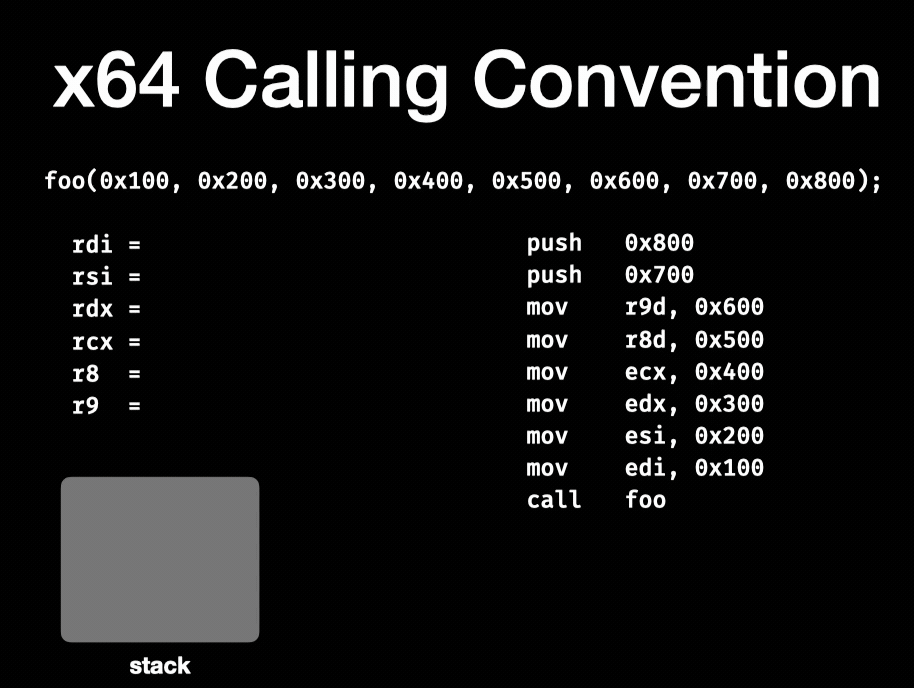 x64 Calling Convention
foo(0x100, 0x200, 0x300, 0x400, 0x500, 0x600, 0x700, 0x800);
rdi =
rsi =
rdx =
rcx =
r8 =
r9 =
push 0x800
push 0x700
mov r9d, 0x600
mov r8d, 0x500
mov ecx, 0x400
mov edx, 0x300
mov esi, 0x200
mov edi, 0x100
call foo
stack